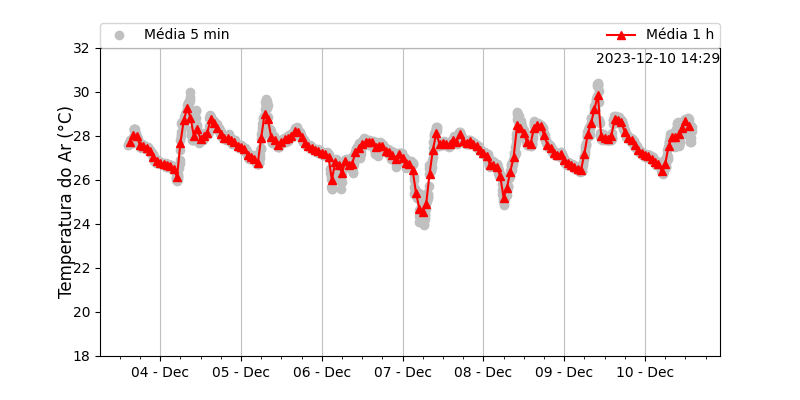 Média 5 min
Média 1 h
2023-12-10 14:29
Temperatura do Ar (°C)
32
30
28
26
24
22
20
18
04 - Dec
05 - Dec
06 - Dec
07 - Dec
08 - Dec
09 - Dec
10 - Dec